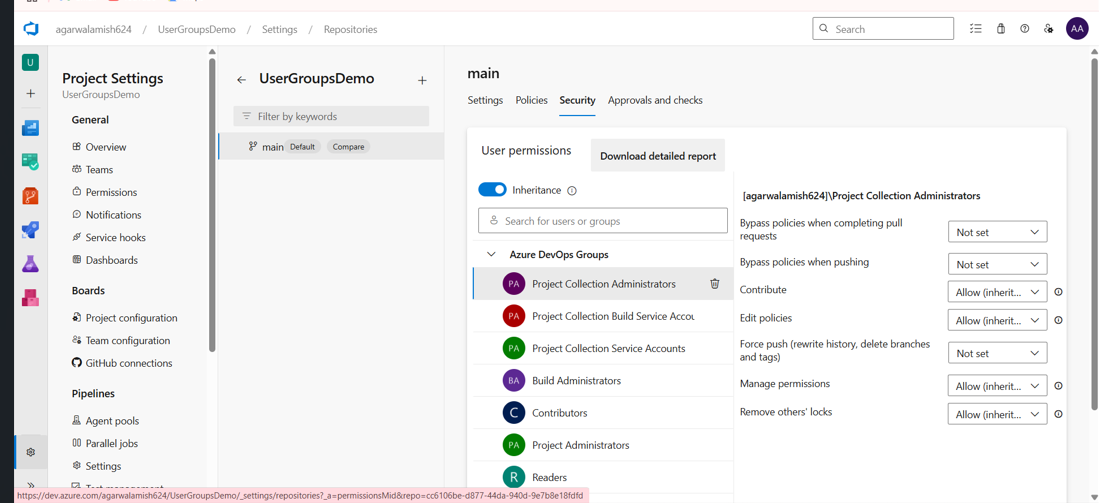 agarwalamish624 / UserGroupsDemo / Settings / Repositories
Search
AA
U
Project Settings
UserGroupsDemo
General
Overview
Teams
Permissions
Notifications
Service hooks
Dashboards
Boards
Project configuration
Team configuration
GitHub connections
Pipelines
Agent pools
Parallel jobs
Settings
UserGroupsDemo
Filter by keywords
main Default Compare
main
Settings Policies Security Approvals and checks
User permissions Download detailed report
Inheritance
Search for users or groups
Azure DevOps Groups
PA Project Collection Administrators
PA Project Collection Build Service Accou
PA Project Collection Service Accounts
BA Build Administrators
C Contributors
PA Project Administrators
R Readers
[agarwalamish624]\Project Collection Administrators
Bypass policies when completing pull
requests
Not set
Bypass policies when pushing Not set
Contribute Allow (inherit...
Edit policies Allow (inherit...
Force push (rewrite history, delete branches
and tags)
Not set
Manage permissions Allow (inherit...
Remove others' locks Allow (inherit...
https://dev.azure.com/agarwalamish624/UserGroupsDemo/_settings/repositories?_a=permissionsMid&repo=cc6106be-d877-44da-940d-9e7b8e18fdfd